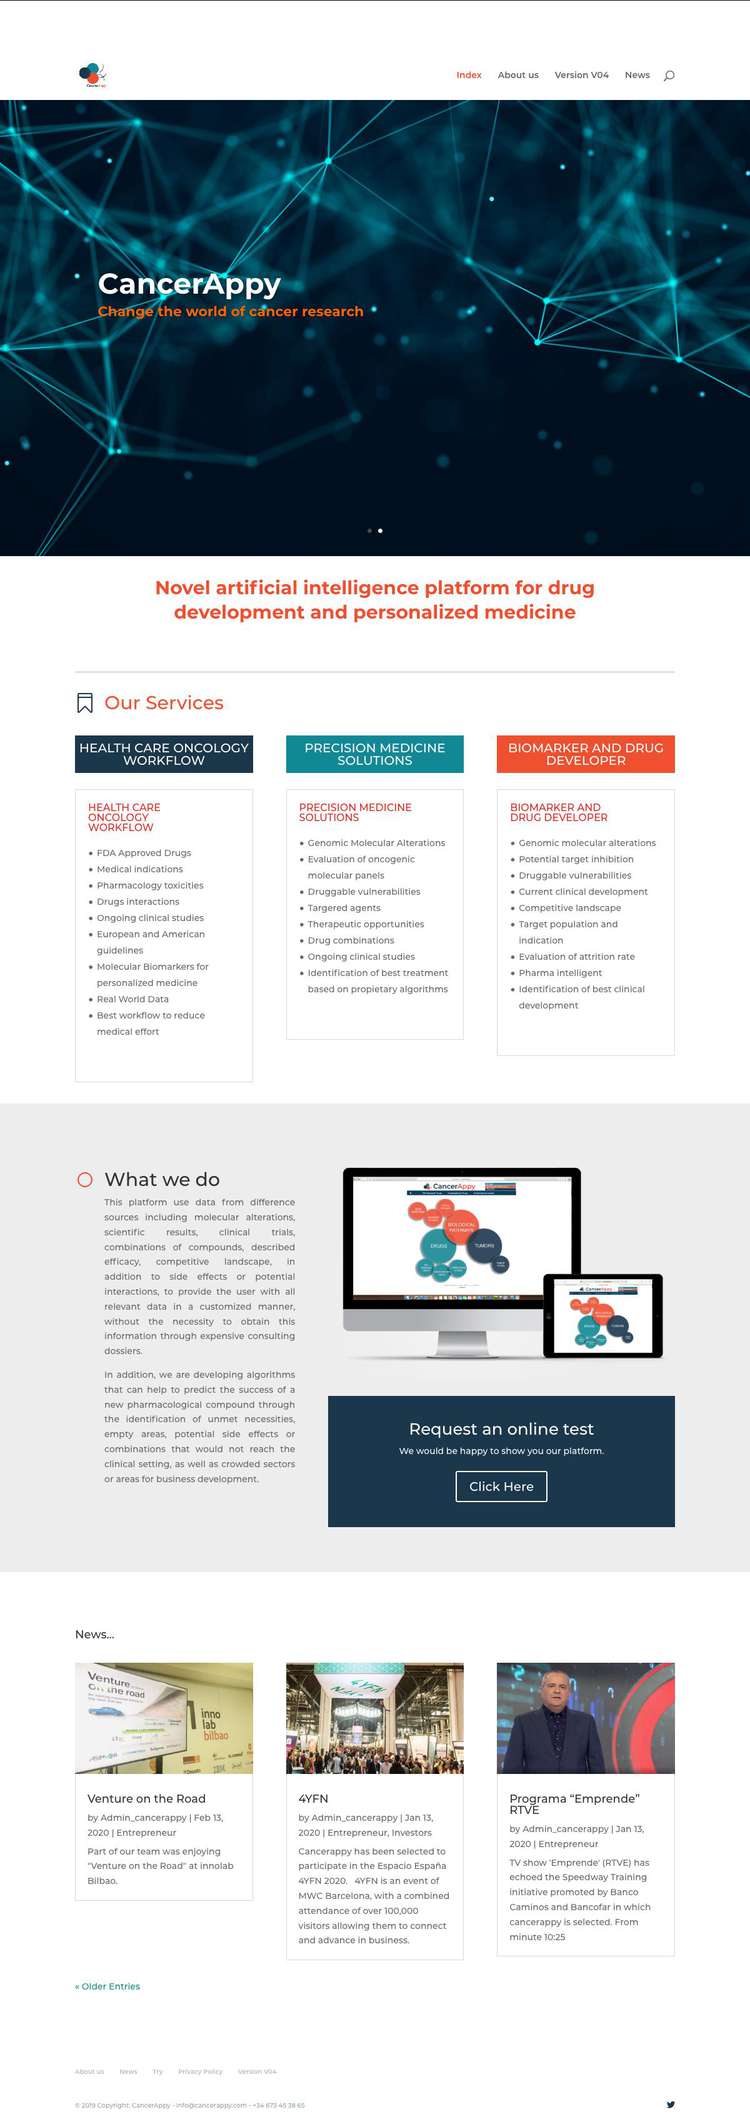 Index About us Version V04 News
CancerAppy
Change the world of cancer research
Novel artificial intelligence platform for drug
development and personalized medicine
Our Services
HEALTH CARE ONCOLOGY
WORKFLOW
HEALTH CARE
ONCOLOGY
WORKFLOW
• FDA Approved Drugs
• Medical indications
• Pharmacology toxicities
• Drugs interactions
• Ongoing clinical studies
• European and American
guidelines
• Molecular Biomarkers for
personalized medicine
• Real World Data
• Best workflow to reduce
medical effort
PRECISION MEDICINE
SOLUTIONS
PRECISION MEDICINE
SOLUTIONS
• Genomic Molecular Alterations
• Evaluation of oncogenic
molecular panels
• Druggable vulnerabilities
• Targered agents
• Therapeutic opportunities
• Drug combinations
• Ongoing clinical studies
• Identification of best treatment
based on propietary algorithms
BIOMARKER AND DRUG
DEVELOPER
BIOMARKER AND
DRUG DEVELOPER
• Genomic molecular alterations
• Potential target inhibition
• Druggable vulnerabilities
• Current clinical development
• Competitive landscape
• Target population and
indication
• Evaluation of attrition rate
• Pharma intelligent
• Identification of best clinical
development
What we do
This platform use data from difference
sources including molecular alterations,
scientific results, clinical trials,
combinations of compounds, described
efficacy, competitive landscape, in
addition to side effects or potential
interactions, to provide the user with all
relevant data in a customized manner,
without the necessity to obtain this
information through expensive consulting
dossiers.
In addition, we are developing algorithms
that can help to predict the success of a
new pharmacological compound through
the identification of unmet necessities,
empty areas, potential side effects or
combinations that would not reach the
clinical setting, as well as crowded sectors
or areas for business development.
CancerAppy
BIOLOGICAL
PATHWAYS
DRUGS
TUMORS
CancerAppy
Request an online test
We would be happy to show you our platform.
Click Here
News...
Venture
on the road
inno
lab
bilbao
Venture on the Road
by Admin_cancerappy | Feb 13,
2020 | Entrepreneur
Part of our team was enjoying
"Venture on the Road" at innolab
Bilbao.
4YFN
4YFN
by Admin_cancerappy | Jan 13,
2020 | Entrepreneur, Investors
Cancerappy has been selected to
participate in the Espacio España
4YFN 2020. 4YFN is an event of
MWC Barcelona, with a combined
attendance of over 100,000
visitors allowing them to connect
and advance in business.
Programa “Emprende”
RTVE
by Admin_cancerappy | Jan 13,
2020 | Entrepreneur
TV show 'Emprende' (RTVE) has
echoed the Speedway Training
initiative promoted by Banco
Caminos and Bancofar in which
cancerappy is selected. From
minute 10:25
« Older Entries
About us News Try Privacy Policy Version V04
© 2019 Copyright: CancerAppy - info@cancerappy.com - +34 673 45 38 65